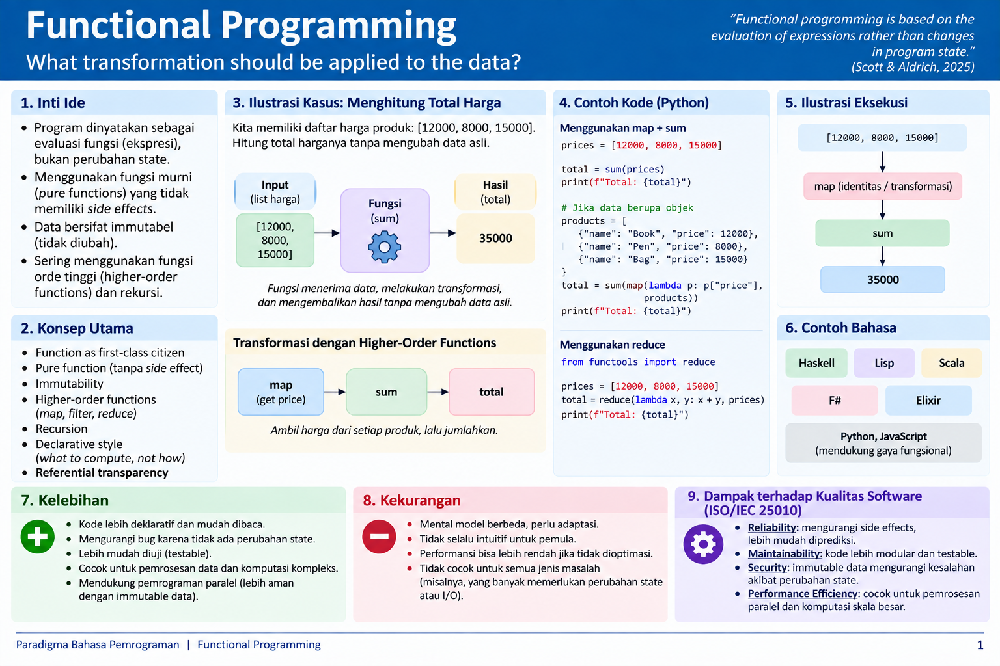 Functional Programming
What transformation should be applied to the data?
“Functional programming is based on the
evaluation of expressions rather than changes
in program state.”
(Scott & Aldrich, 2025)
1. Inti Ide
• Program dinyatakan sebagai
evaluasi fungsi (ekspresi),
bukan perubahan state.
• Menggunakan fungsi murni
(pure functions) yang tidak
memiliki side effects.
• Data bersifat immutabel
(tidak diubah).
• Sering menggunakan fungsi
orde tinggi (higher-order
functions) dan rekursi.
2. Konsep Utama
• Function as first-class citizen
• Pure function (tanpa side effect)
• Immutability
• Higher-order functions
(map, filter, reduce)
• Recursion
• Declarative style
(what to compute, not how)
• Referential transparency
3. Ilustrasi Kasus: Menghitung Total Harga
Kita memiliki daftar harga produk: [12000, 8000, 15000].
Hitung total harganya tanpa mengubah data asli.
Input
(list harga)
[12000,
8000,
15000]
Fungsi
(sum)
Hasil
(total)
35000
Fungsi menerima data, melakukan transformasi,
dan mengembalikan hasil tanpa mengubah data asli.
Transformasi dengan Higher-Order Functions
map
(get price)
sum
total
Ambil harga dari setiap produk, lalu jumlahkan.
4. Contoh Kode (Python)
Menggunakan map + sum
prices = [12000, 8000, 15000]
total = sum(prices)
print(f"Total: {total}")
# Jika data berupa objek
products = [
{"name": "Book", "price": 12000},
{"name": "Pen", "price": 8000},
{"name": "Bag", "price": 15000}
}
total = sum(map(lambda p: p["price"],
products))
print(f"Total: {total}")
Menggunakan reduce
from functools import reduce
prices = [12000, 8000, 15000]
total = reduce(lambda x, y: x + y, prices)
print(f"Total: {total}")
5. Ilustrasi Eksekusi
[12000, 8000, 15000]
map (identitas / transformasi)
sum
35000
6. Contoh Bahasa
Haskell
Lisp
Scala
F#
Elixir
Python, JavaScript
(mendukung gaya fungsional)
7. Kelebihan
• Kode lebih deklaratif dan mudah dibaca.
• Mengurangi bug karena tidak ada perubahan state.
• Lebih mudah diuji (testable).
• Cocok untuk pemrosesan data dan komputasi kompleks.
• Mendukung pemrograman paralel (lebih aman
dengan immutable data).
8. Kekurangan
• Mental model berbeda, perlu adaptasi.
• Tidak selalu intuitif untuk pemula.
• Performansi bisa lebih rendah jika tidak dioptimasi.
• Tidak cocok untuk semua jenis masalah
(misalnya, yang banyak memerlukan perubahan state
atau I/O).
9. Dampak terhadap Kualitas Software
(ISO/IEC 25010)
• Reliability: mengurangi side effects,
lebih mudah diprediksi.
• Maintainability: kode lebih modular dan testable.
• Security: immutable data mengurangi kesalahan
akibat perubahan state.
• Performance Efficiency: cocok untuk pemrosesan
paralel dan komputasi skala besar.
Paradigma Bahasa Pemrograman | Functional Programming
1